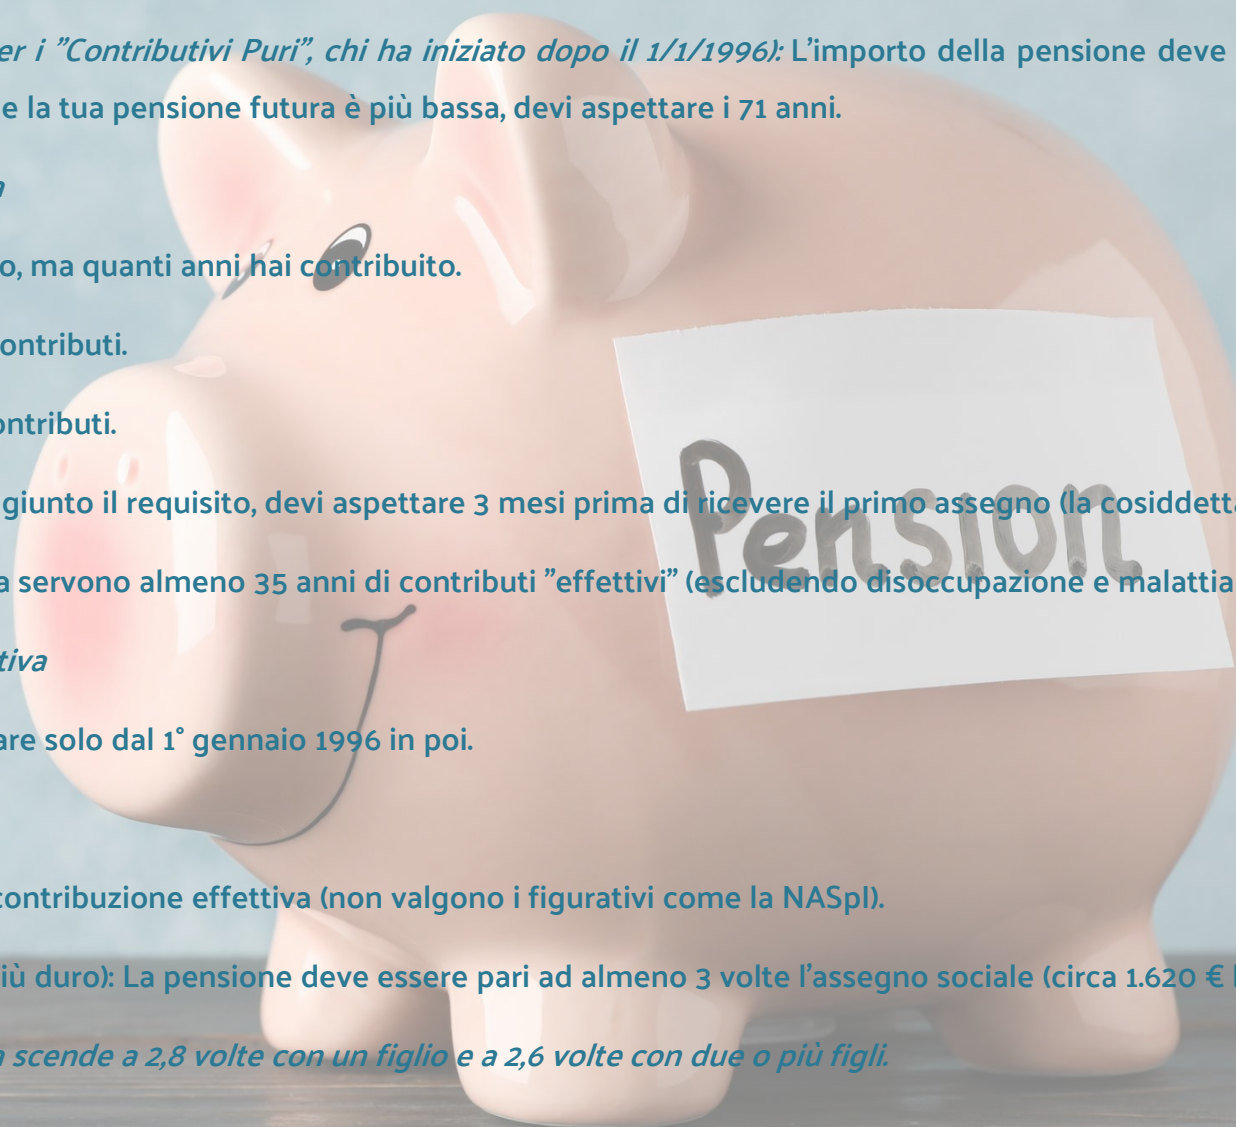 er i "Contributivi Puri", chi ha iniziato dopo il 1/1/1996): L'importo della pensione deve
e la tua pensione futura è più bassa, devi aspettare i 71 anni.
o, ma quanti anni hai contribuito.
ontributi.
ontributi.
giunto il requisito, devi aspettare 3 mesi prima di ricevere il primo assegno (la cosiddetta
a servono almeno 35 anni di contributi "effettivi" (escludendo disoccupazione e malattia
tiva
are solo dal 1° gennaio 1996 in poi.
contribuzione effettiva (non valgono i figurativi come la NASpI).
iù duro): La pensione deve essere pari ad almeno 3 volte l'assegno sociale (circa 1.620 €
scende a 2,8 volte con un figlio e a 2,6 volte con due o più figli.
Pension